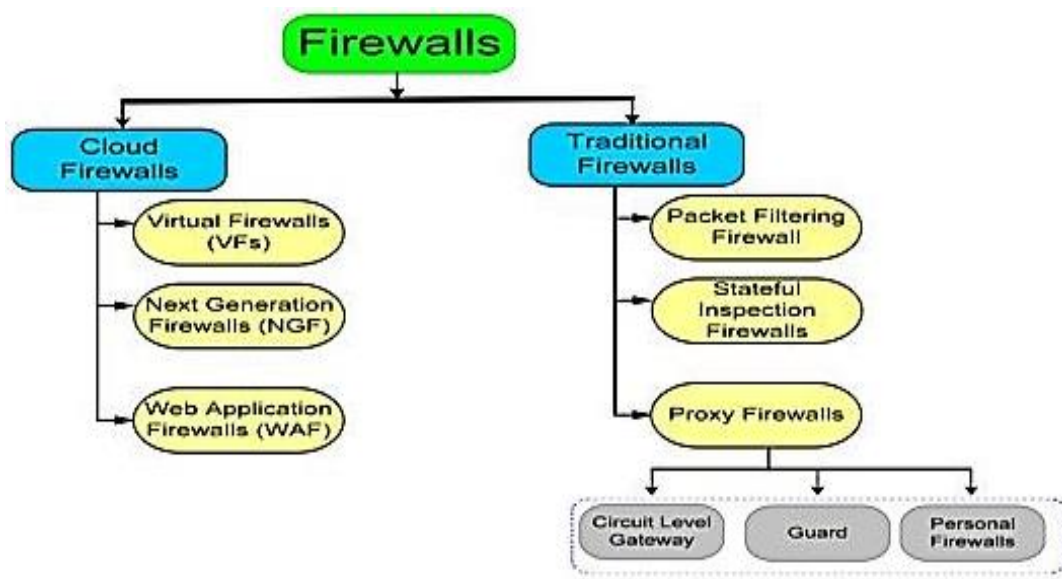 Firewalls
Cloud
Firewalls
Virtual Firewalls
(VFs)
Next Generation
Firewalls (NGF)
Web Application
Firewalls (WAF)
Traditional
Firewalls
Packet Filtering
Firewall
Stateful
Inspection
Firewalls
Proxy Firewalls
Circuit Level
Gateway
Guard
Personal
Firewalls